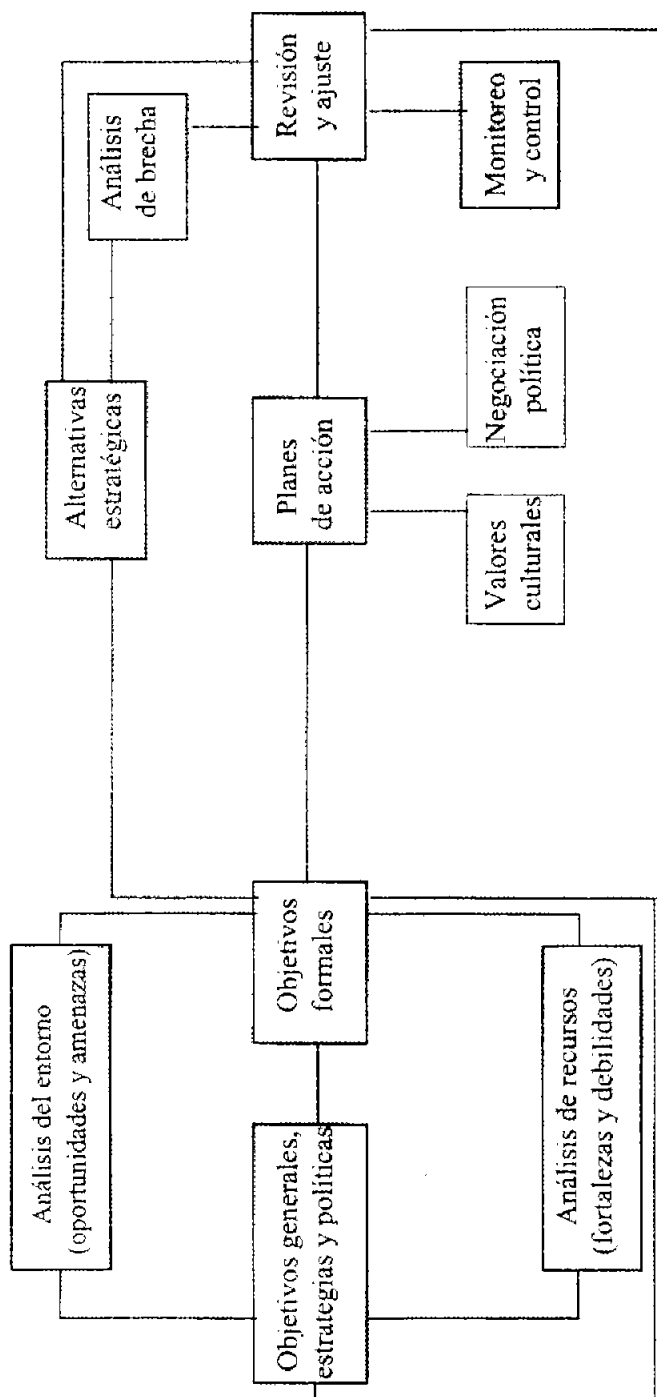 Análisis del entorno
(oportunidades y amenazas)
Objetivos generales,
estrategias y políticas
Objetivos
formales
Análisis de recursos
(fortalezas y debilidades)
Alternativas
estratégicas
Análisis
de brecha
Planes
de acción
Revisión
y ajuste
Valores
culturales
Negociación
política
Monitoreo
y control